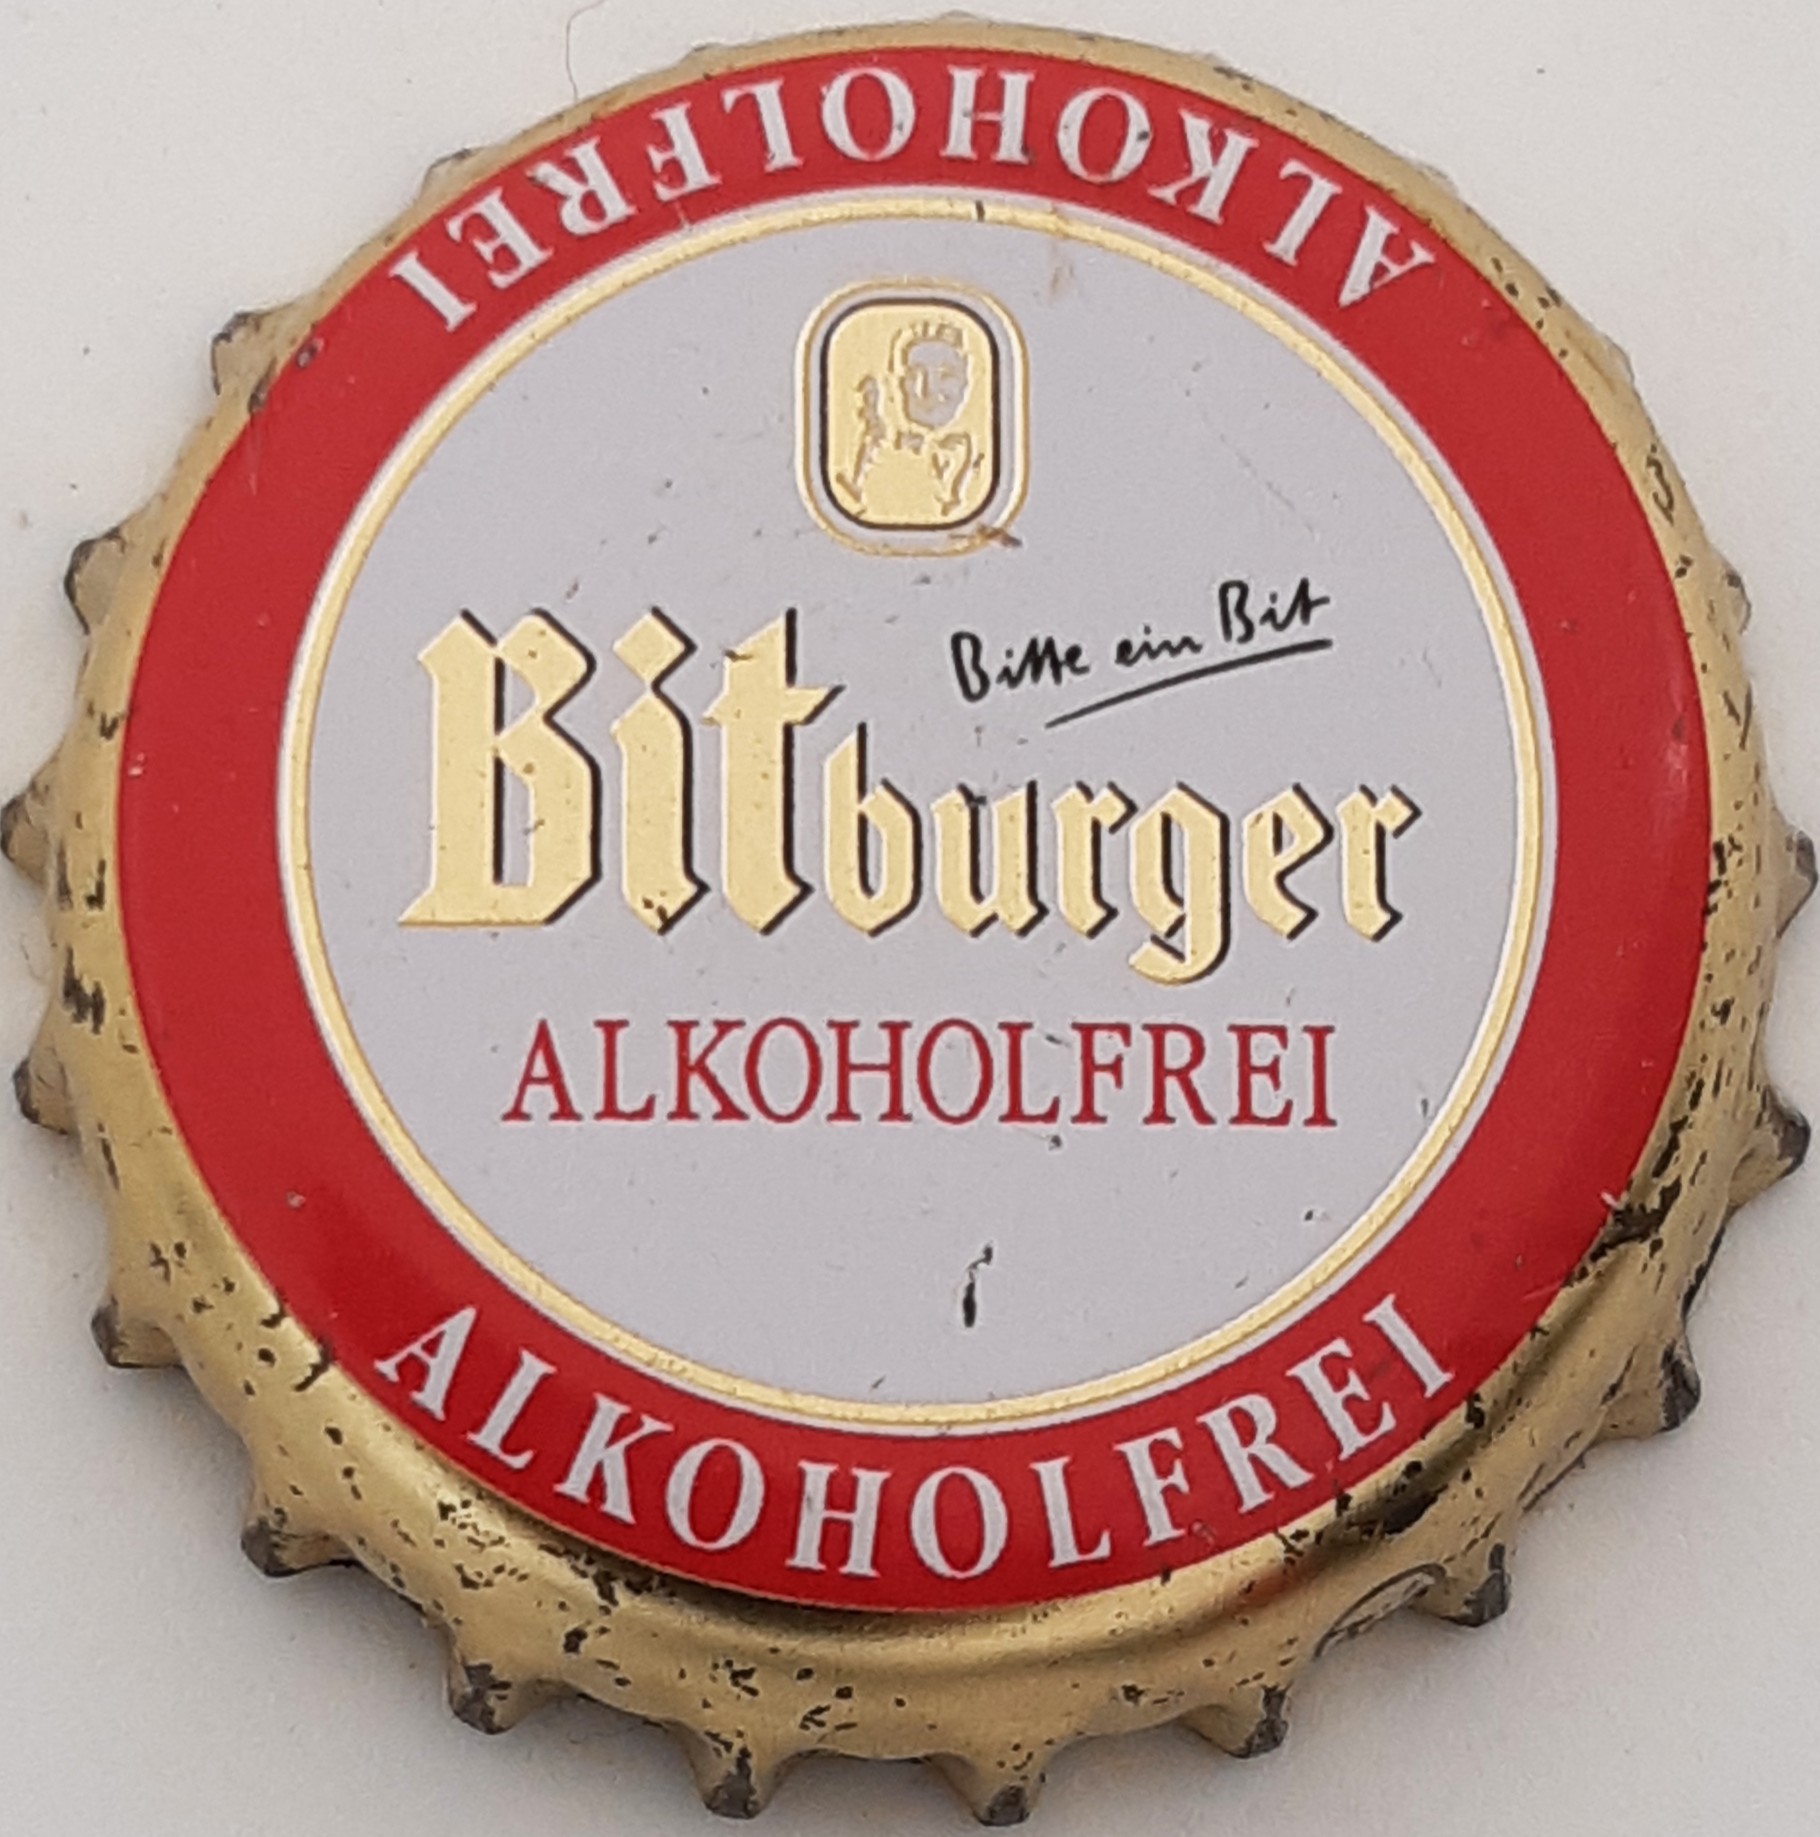 ALKOHOLFREI
Bitte ein Bit
Bitburger
ALKOHOLFREI
ALKOHOLFREI